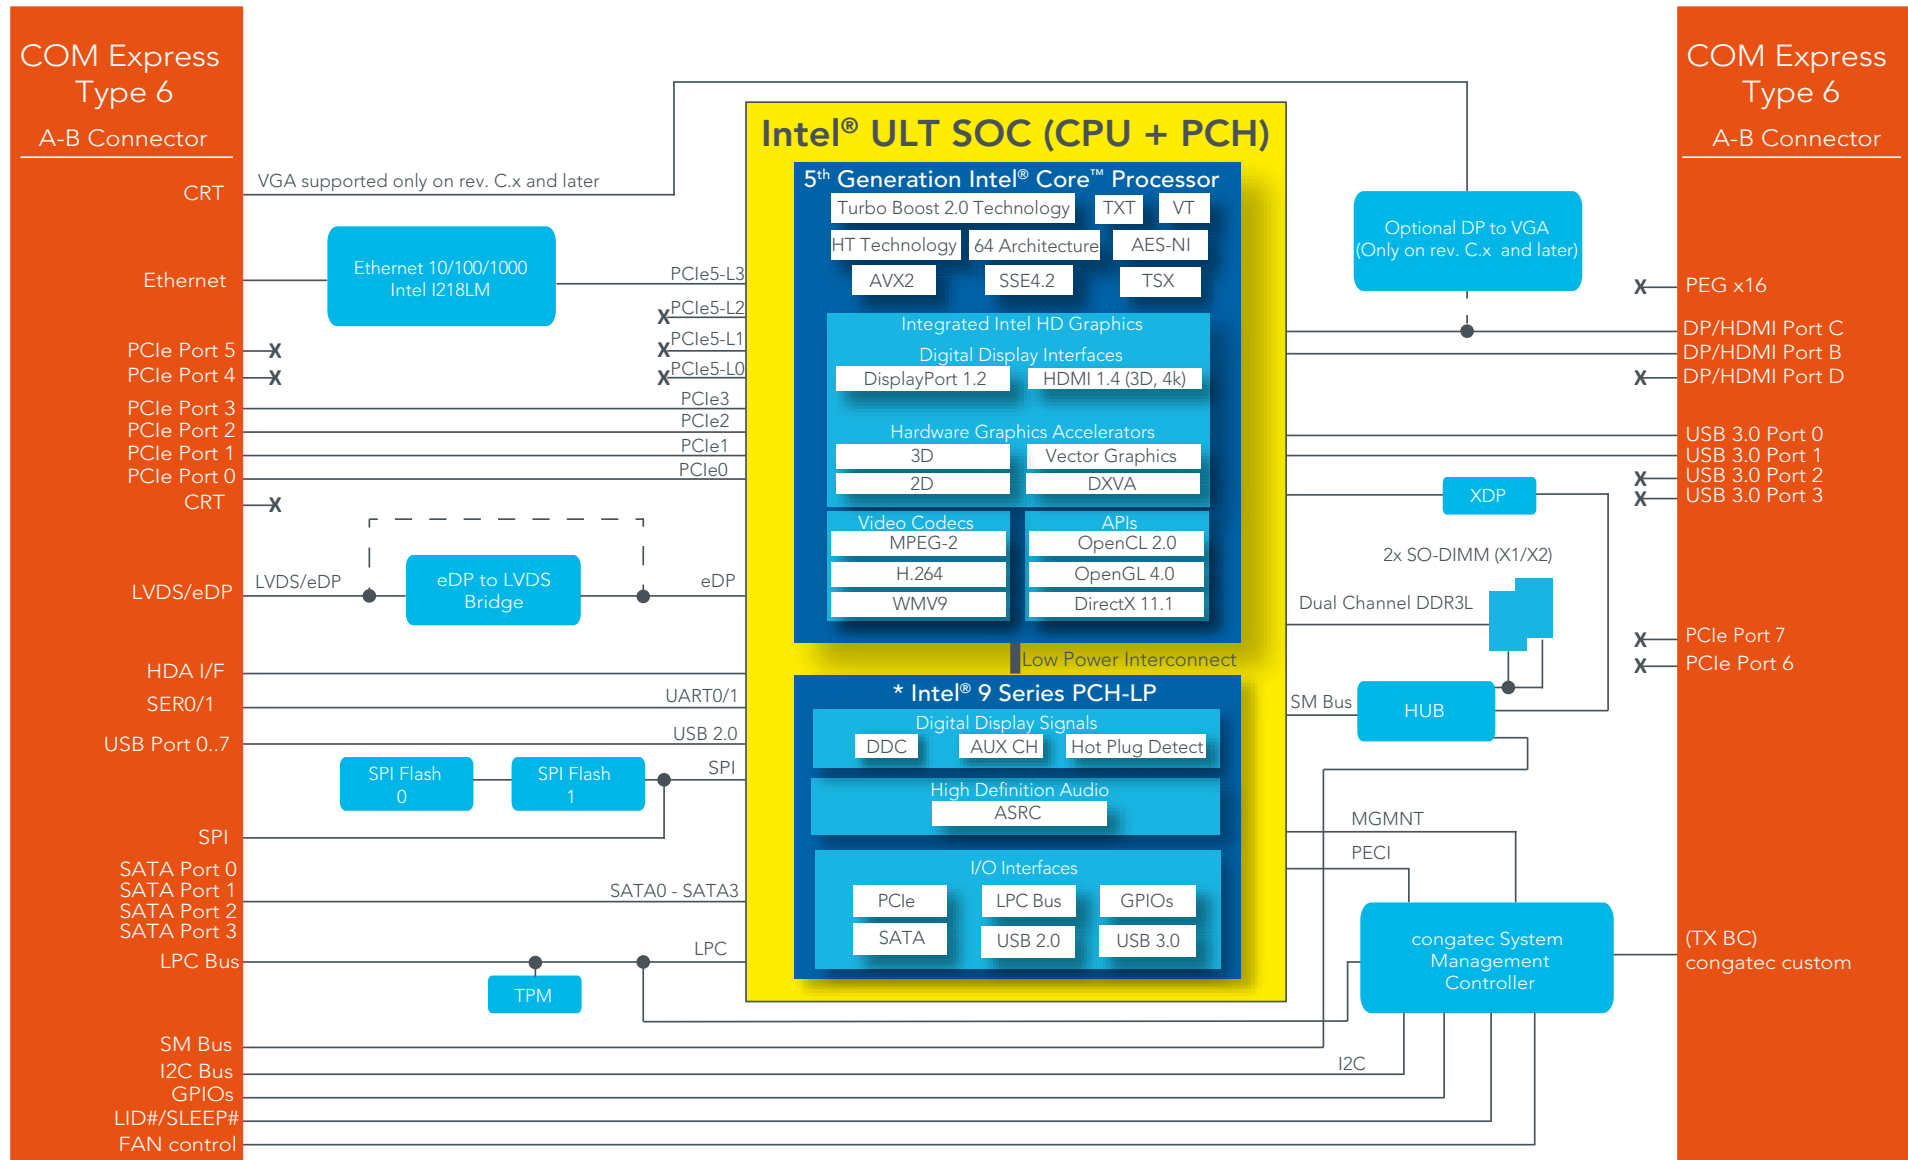 COM Express
Type 6
A-B Connector
CRT
Ethernet
PCIe Port 5
PCIe Port 4
PCIe Port 3
PCIe Port 2
PCIe Port 1
PCIe Port 0
CRT
LVDS/eDP
HDA I/F
SER0/1
USB Port 0..7
SPI
SATA Port 0
SATA Port 1
SATA Port 2
SATA Port 3
LPC Bus
SM Bus
I2C Bus
GPIOs
LID#/SLEEP#
FAN control
VGA supported only on rev. C.x and later
Ethernet 10/100/1000
Intel I218LM
PCIe5-L3
X PCIe5-L2
X PCIe5-L1
X PCIe5-L0
X
X
PCIe3
PCIe2
PCIe1
PCIe0
X
LVDS/eDP
eDP to LVDS
Bridge
eDP
UART0/1
USB 2.0
SPI Flash
0
SPI Flash
1
SPI
SATA0 - SATA3
LPC
TPM
Intel® ULT SOC (CPU + PCH)
5th Generation Intel® Core™ Processor
Turbo Boost 2.0 Technology
TXT
VT
HT Technology
64 Architecture
AES-NI
AVX2
SSE4.2
TSX
Integrated Intel HD Graphics
Digital Display Interfaces
DisplayPort 1.2
HDMI 1.4 (3D, 4k)
Hardware Graphics Accelerators
3D
Vector Graphics
2D
DXVA
Video Codecs
MPEG-2
H.264
WMV9
APIs
OpenCL 2.0
OpenGL 4.0
DirectX 11.1
Low Power Interconnect
* Intel® 9 Series PCH-LP
Digital Display Signals
DDC
AUX CH
Hot Plug Detect
High Definition Audio
ASRC
I/O Interfaces
PCIe
LPC Bus
GPIOs
SATA
USB 2.0
USB 3.0
Optional DP to VGA
(Only on rev. C.x and later)
XDP
2x SO-DIMM (X1/X2)
Dual Channel DDR3L
SM Bus
HUB
MGMNT
PECI
congatec System
Management
Controller
I2C
COM Express
Type 6
A-B Connector
X PEG x16
DP/HDMI Port C
DP/HDMI Port B
X DP/HDMI Port D
USB 3.0 Port 0
USB 3.0 Port 1
X USB 3.0 Port 2
X USB 3.0 Port 3
X PCIe Port 7
X PCIe Port 6
(TX BC)
congatec custom